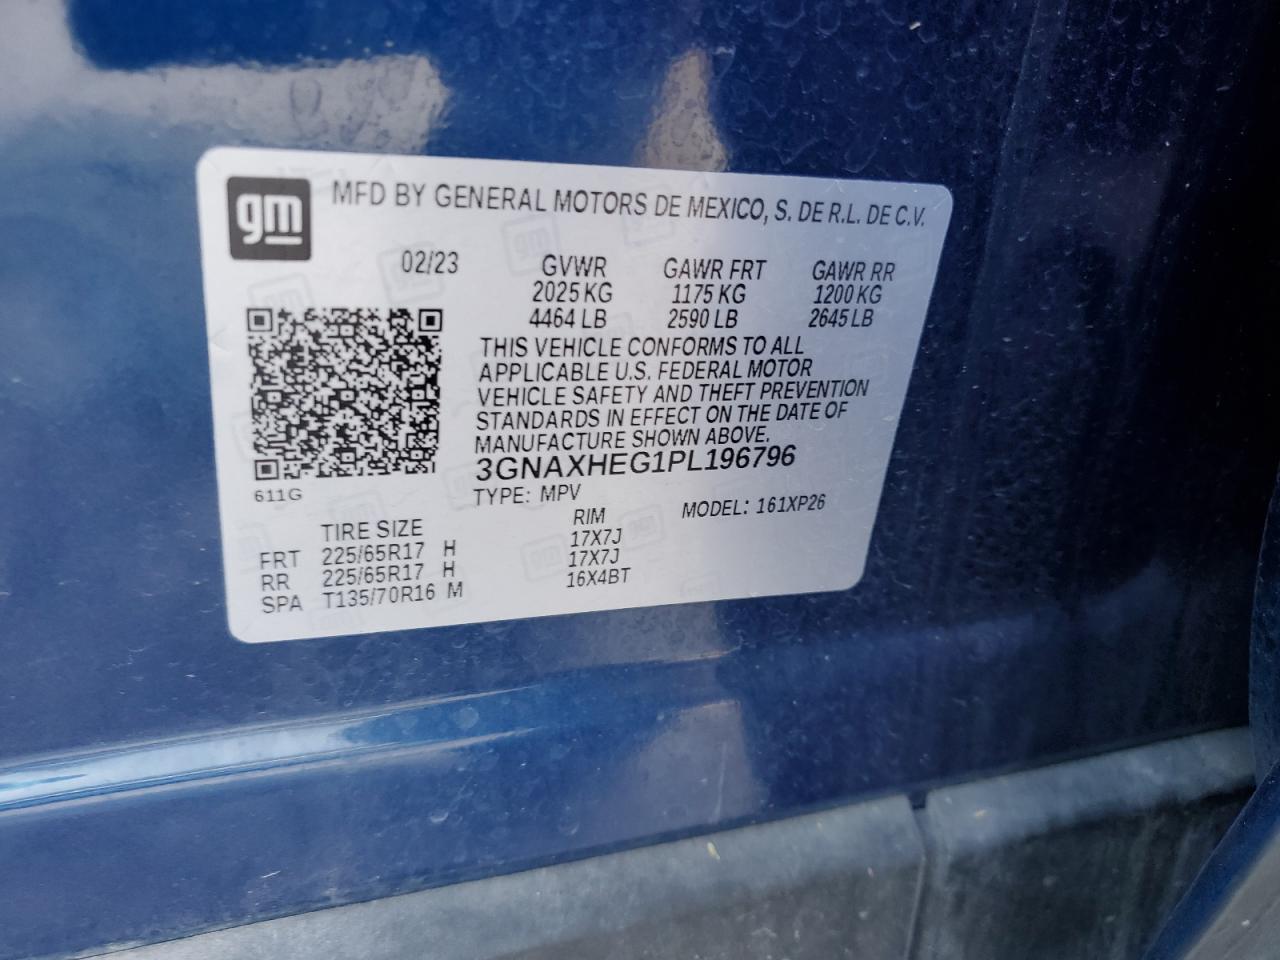 gm MFD BY GENERAL MOTORS DE MEXICO, S. DE R.L. DE C.V.
02/23 GVWR GAWR FRT GAWR RR
2025 KG 1175 KG 1200 KG
4464 LB 2590 LB 2645 LB
THIS VEHICLE CONFORMS TO ALL
APPLICABLE U.S. FEDERAL MOTOR
VEHICLE SAFETY AND THEFT PREVENTION
STANDARDS IN EFFECT ON THE DATE OF
MANUFACTURE SHOWN ABOVE.
3GNAXHEG1PL196796
611G
TYPE: MPV MODEL: 161XP26
TIRE SIZE RIM
FRT 225/65R17 H 17X7J
RR 225/65R17 H 17X7J
SPA T135/70R16 M 16X4BT